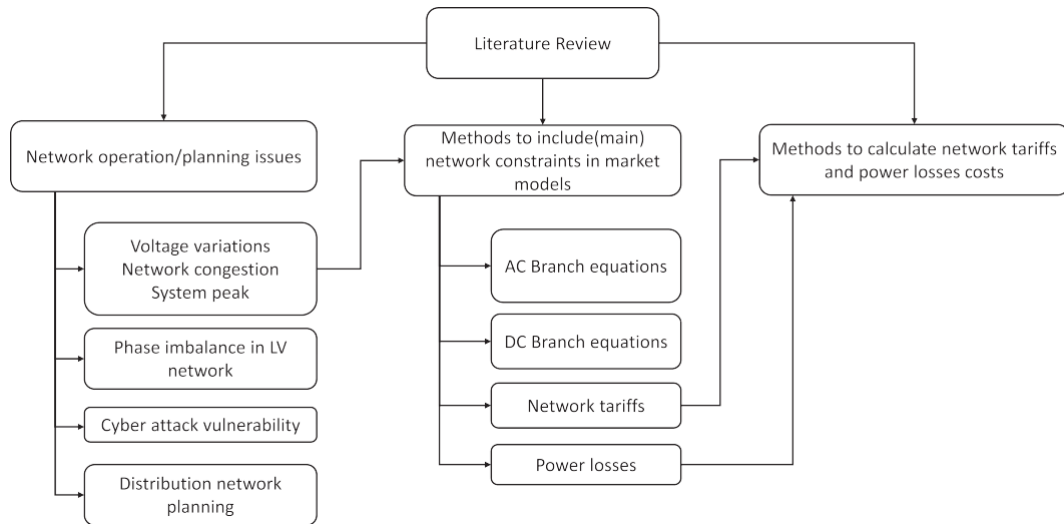 Literature Review
Network operation/planning issues
Voltage variations
Network congestion
System peak
Phase imbalance in LV
network
Cyber attack vulnerability
Distribution network
planning
Methods to include(main)
network constraints in market
models
AC Branch equations
DC Branch equations
Network tariffs
Power losses
Methods to calculate network tariffs
and power losses costs